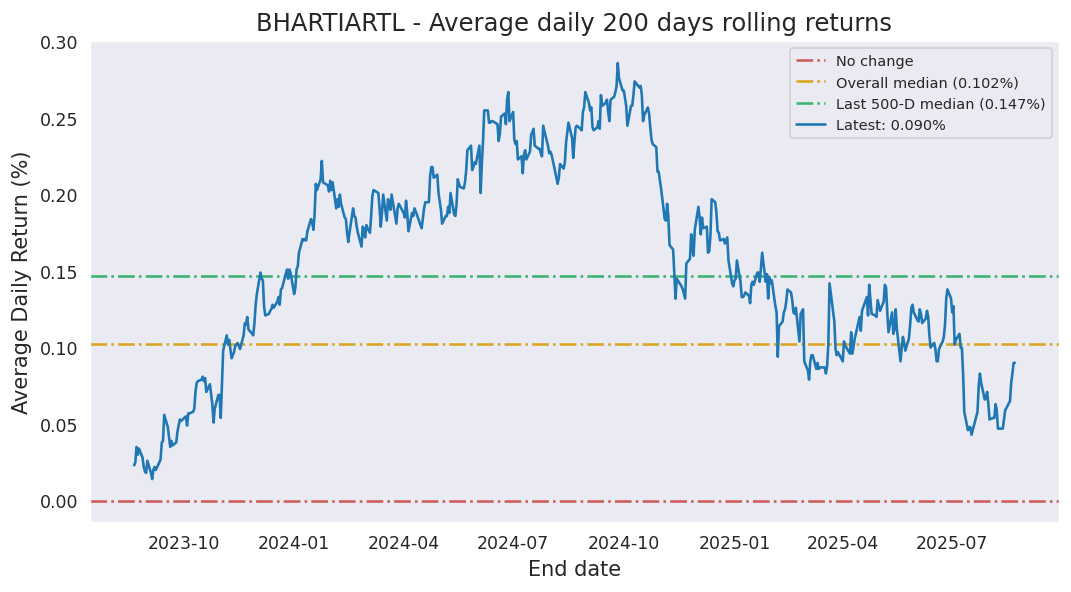 BHARTIARTL - Average daily 200 days rolling returns
0.30
0.25
0.20
0.15
0.10
0.05
0.00
Average Daily Return (%)
No change
Overall median (0.102%)
Last 500-D median (0.147%)
Latest: 0.090%
2023-10
2024-01
2024-04
2024-07
2024-10
2025-01
2025-04
2025-07
End date